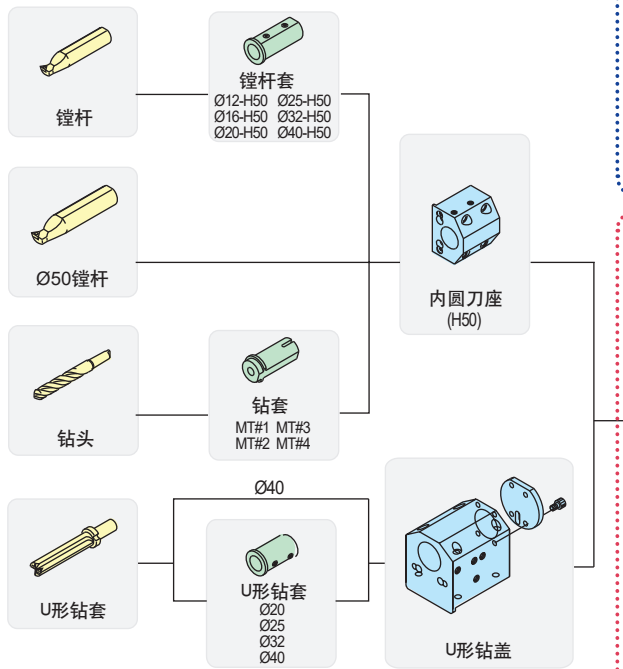 镗杆
镗杆套
Ø12-H50 Ø25-H50
Ø16-H50 Ø32-H50
Ø20-H50 Ø40-H50
Ø50镗杆
内圆刀座
(H50)
钻头
钻套
MT#1 MT#3
MT#2 MT#4
Ø40
U形钻套
U形钻套
Ø20
Ø25
Ø32
Ø40
U形钻盖